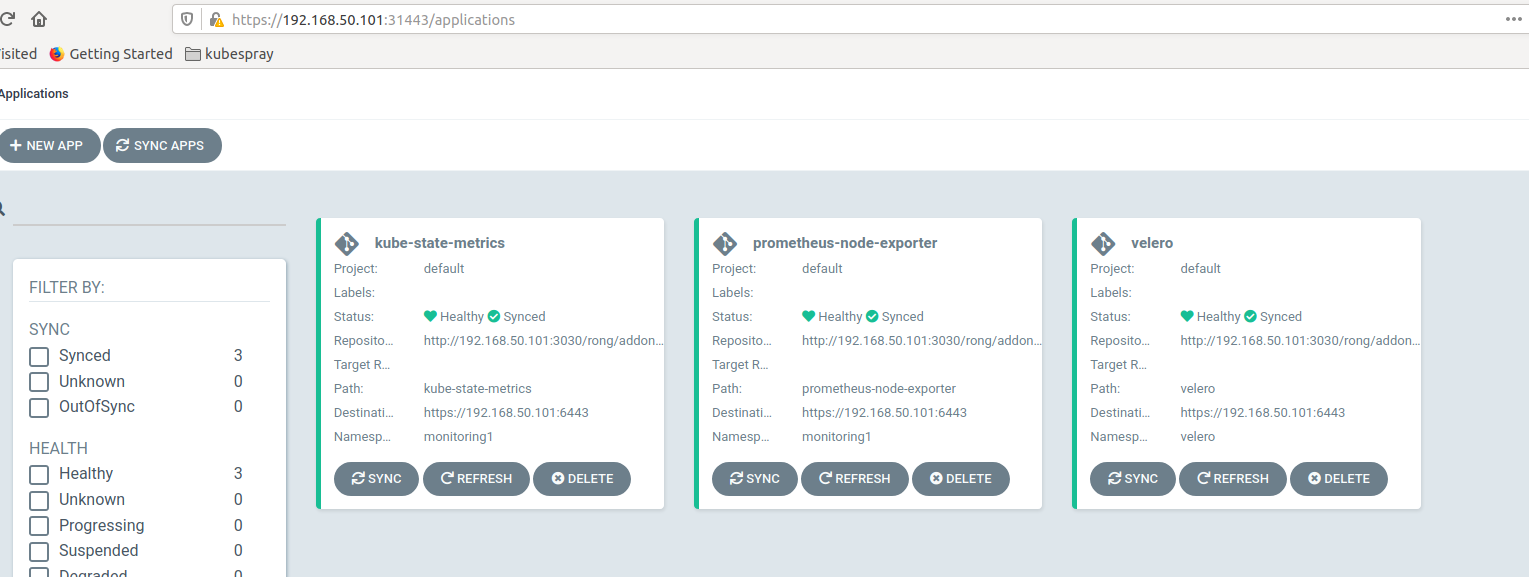 https://192.168.50.101:31443/applications
isited Getting Started kubespray
Applications
NEW APP SYNC APPS
FILTER BY:
SYNC
Synced 3
Unknown 0
OutOfSync 0
HEALTH
Healthy 3
Unknown 0
Progressing 0
Suspended 0
Degraded 0
kube-state-metrics
Project: default
Labels:
Status: Healthy Synced
Reposito... http://192.168.50.101:3030/rong/addon...
Target R...
Path: kube-state-metrics
Destinati... https://192.168.50.101:6443
Namesp... monitoring1
SYNC REFRESH DELETE
prometheus-node-exporter
Project: default
Labels:
Status: Healthy Synced
Reposito... http://192.168.50.101:3030/rong/addon...
Target R...
Path: prometheus-node-exporter
Destinati... https://192.168.50.101:6443
Namesp... monitoring1
SYNC REFRESH DELETE
velero
Project: default
Labels:
Status: Healthy Synced
Reposito... http://192.168.50.101:3030/rong/addon...
Target R...
Path: velero
Destinati... https://192.168.50.101:6443
Namesp... velero
SYNC REFRESH DELETE